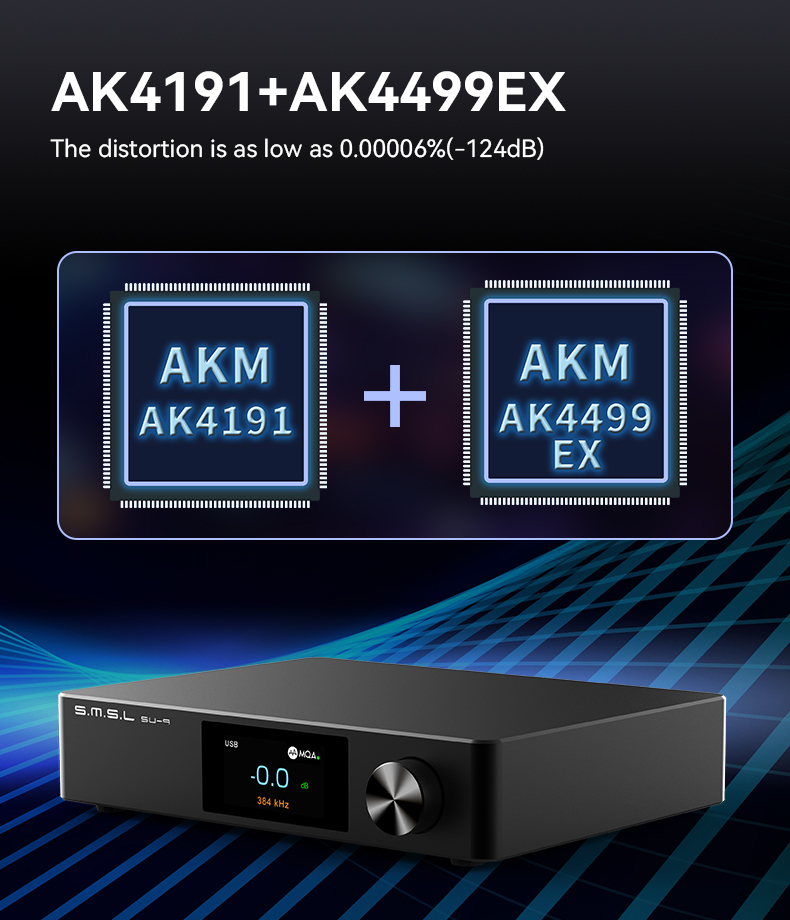 AK4191+AK4499EX
The distortion is as low as 0.00006%(-124dB)
AKM
AK4191
+
AKM
AK4499
EX
S.M.S.L SU-9
USB
MQA
-0.0 dB
384 kHz